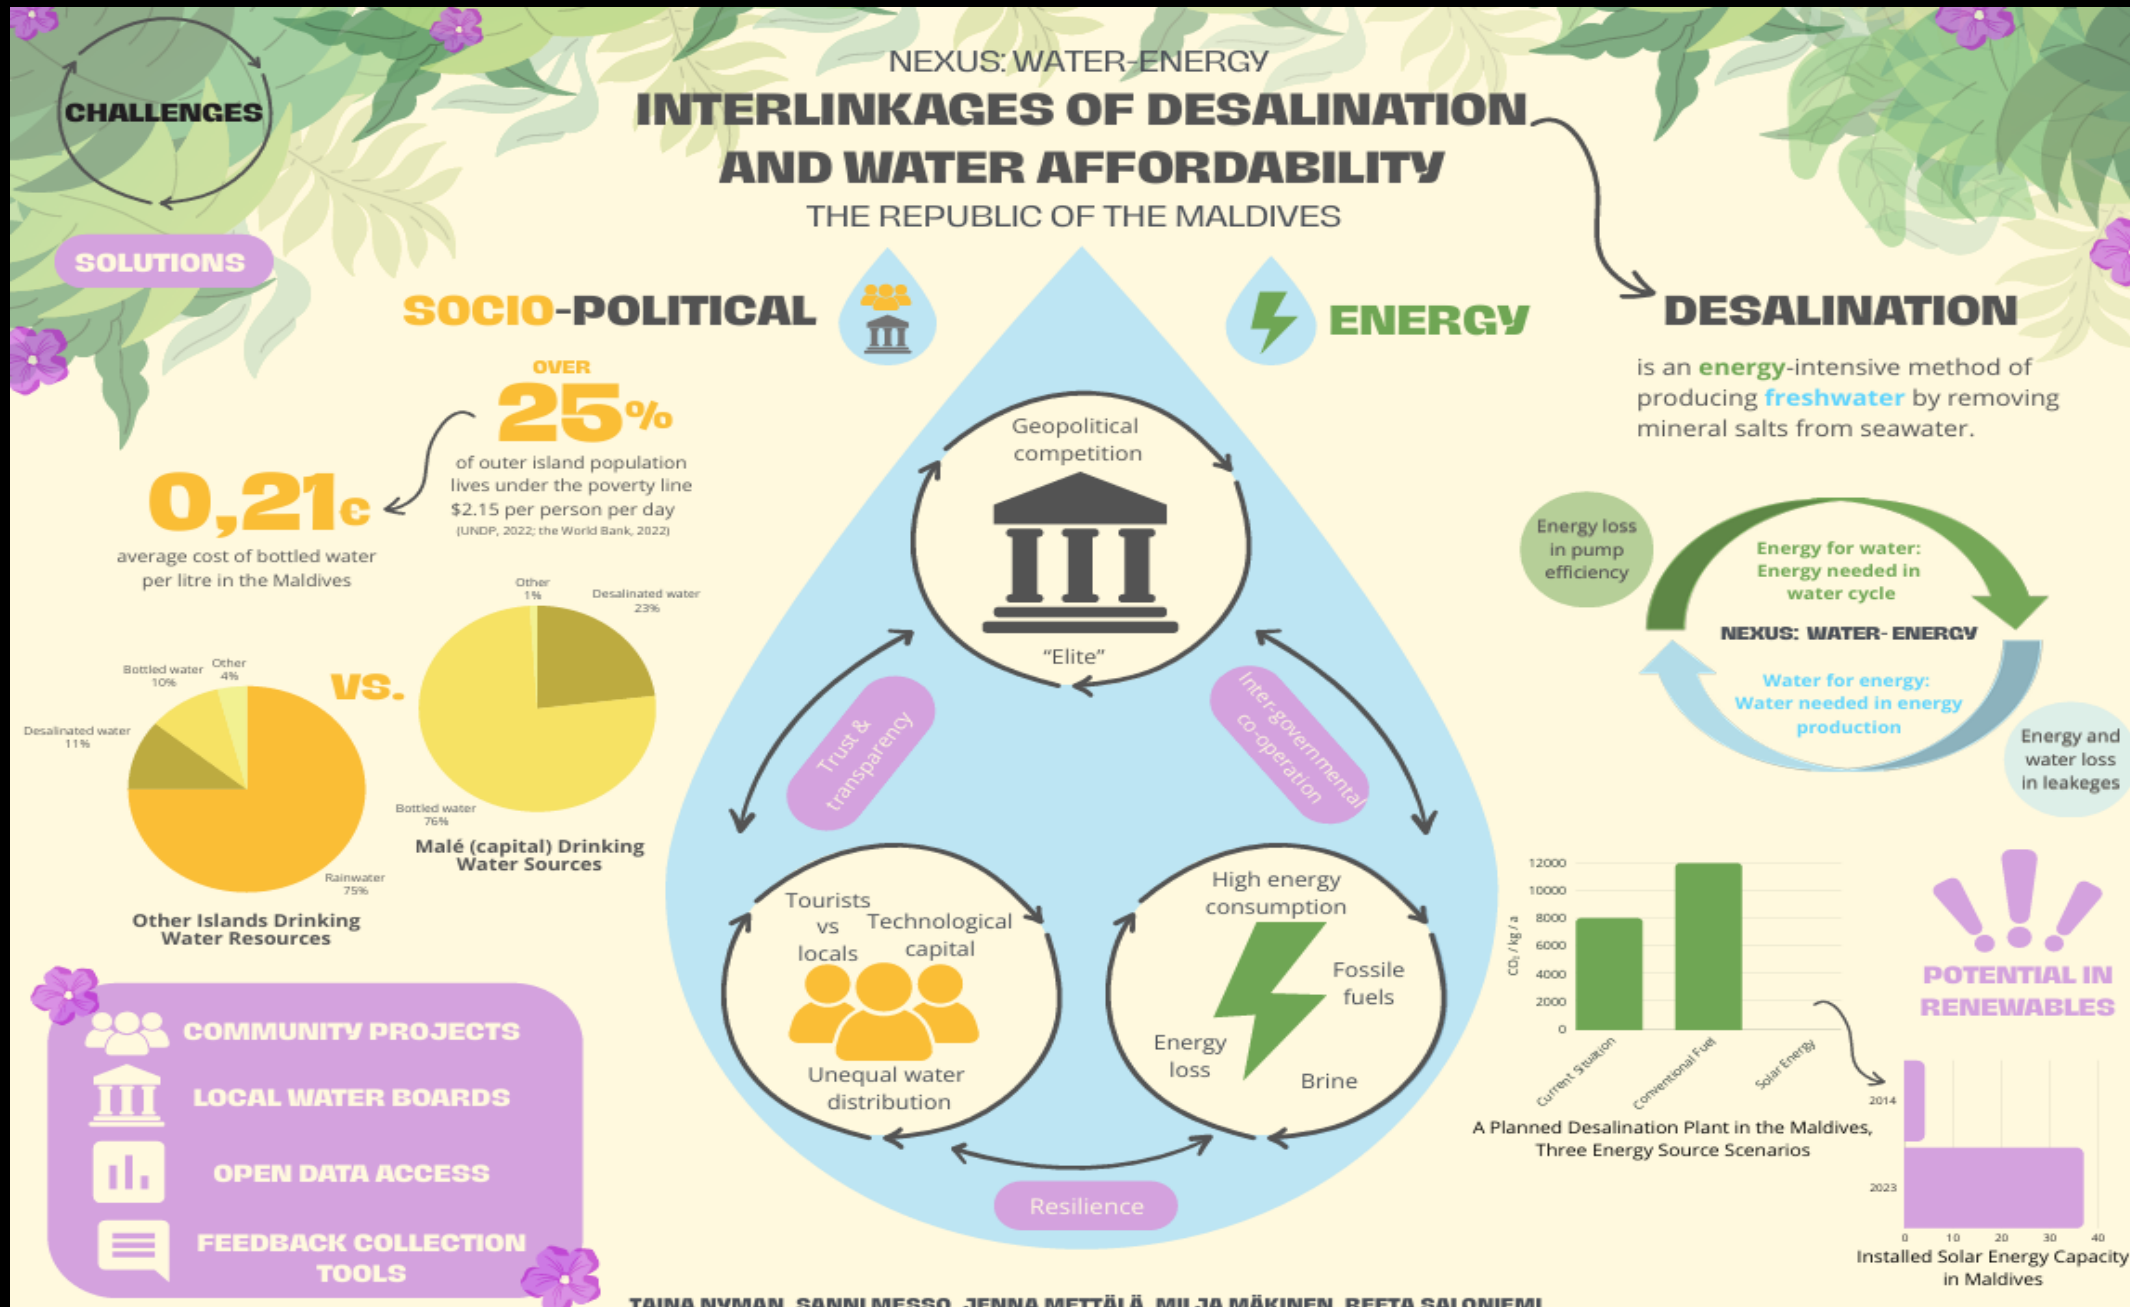 CHALLENGES
SOLUTIONS
NEXUS: WATER-ENERGY
INTERLINKAGES OF DESALINATION
AND WATER AFFORDABILITY
THE REPUBLIC OF THE MALDIVES
SOCIO-POLITICAL
OVER
25%
of outer island population
lives under the poverty line
$2.15 per person per day
(UNDP, 2022; the World Bank, 2022)
0,21€
average cost of bottled water
per litre in the Maldives
Other
1%
Desalinated water
23%
Bottled water
76%
Malé (capital) Drinking
Water Sources
VS.
Bottled water
10%
Other
4%
Desalinated water
11%
Rainwater
75%
Other Islands Drinking
Water Resources
COMMUNITY PROJECTS
LOCAL WATER BOARDS
OPEN DATA ACCESS
FEEDBACK COLLECTION
TOOLS
ENERGY
Geopolitical
competition
“Elite”
Trust &
transparency
Inter-governmental
co-operation
Tourists
vs
locals
Technological
capital
Unequal water
distribution
High energy
consumption
Fossile
fuels
Energy
loss
Brine
Resilience
DESALINATION
is an energy-intensive method of
producing freshwater by removing
mineral salts from seawater.
Energy loss
in pump
efficiency
Energy for water:
Energy needed in
water cycle
NEXUS: WATER- ENERGY
Water for energy:
Water needed in energy
production
Energy and
water loss
in leakeges
12000
10000
8000
6000
4000
2000
0
CO₂ / kg / a
Current Situation
Conventional Fuel
Solar Energy
A Planned Desalination Plant in the Maldives,
Three Energy Source Scenarios
POTENTIAL IN
RENEWABLES
2014
2023
0 10 20 30 40
Installed Solar Energy Capacity
in Maldives
TAINA NYMAN, SANNI MESSO, JENNA METTÄLÄ, MILJA MÄKINEN, REETA SALONIEMI